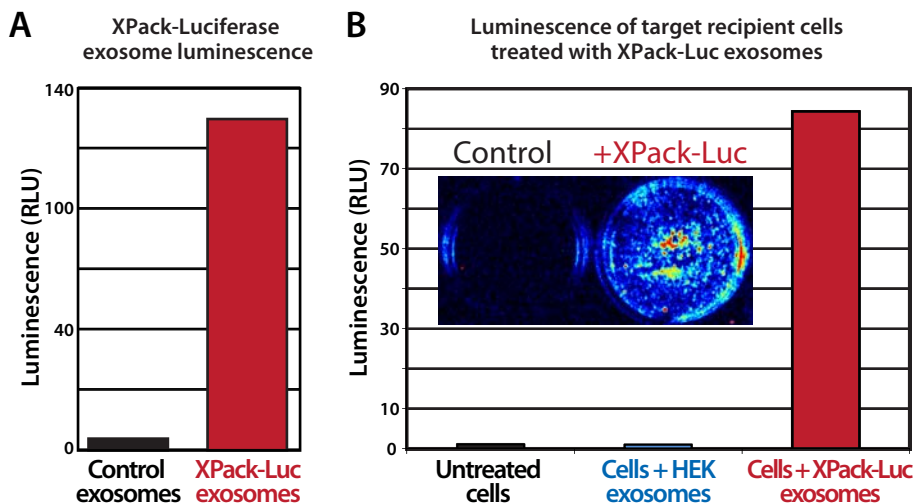 A
XPack-Luciferase
exosome luminescence
140
100
40
0
Luminescence (RLU)
Control
exosomes
XPack-Luc
exosomes
B
Luminescence of target recipient cells
treated with XPack-Luc exosomes
90
70
50
30
10
0
Luminescence (RLU)
Control
+XPack-Luc
Untreated
cells
Cells + HEK
exosomes
Cells + XPack-Luc
exosomes